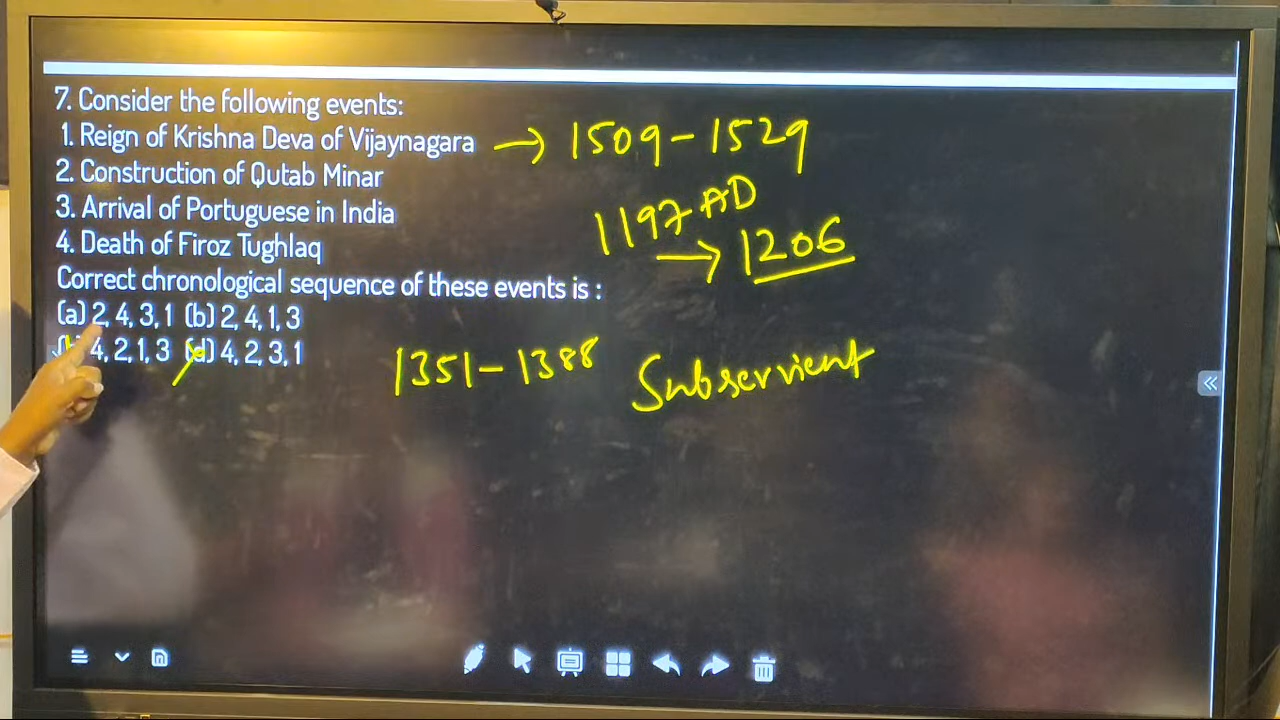 7. Consider the following events:
1. Reign of Krishna Deva of Vijaynagara → 1509-1529
2. Construction of Qutab Minar
1197 AD
3. Arrival of Portuguese in India
→ 1206
4. Death of Firoz Tughlaq
Correct chronological sequence of these events is :
(a) 2, 4, 3, 1 (b) 2, 4, 1, 3
4, 2, 1, 3 (d) 4, 2, 3, 1
1351-1388 Subservient